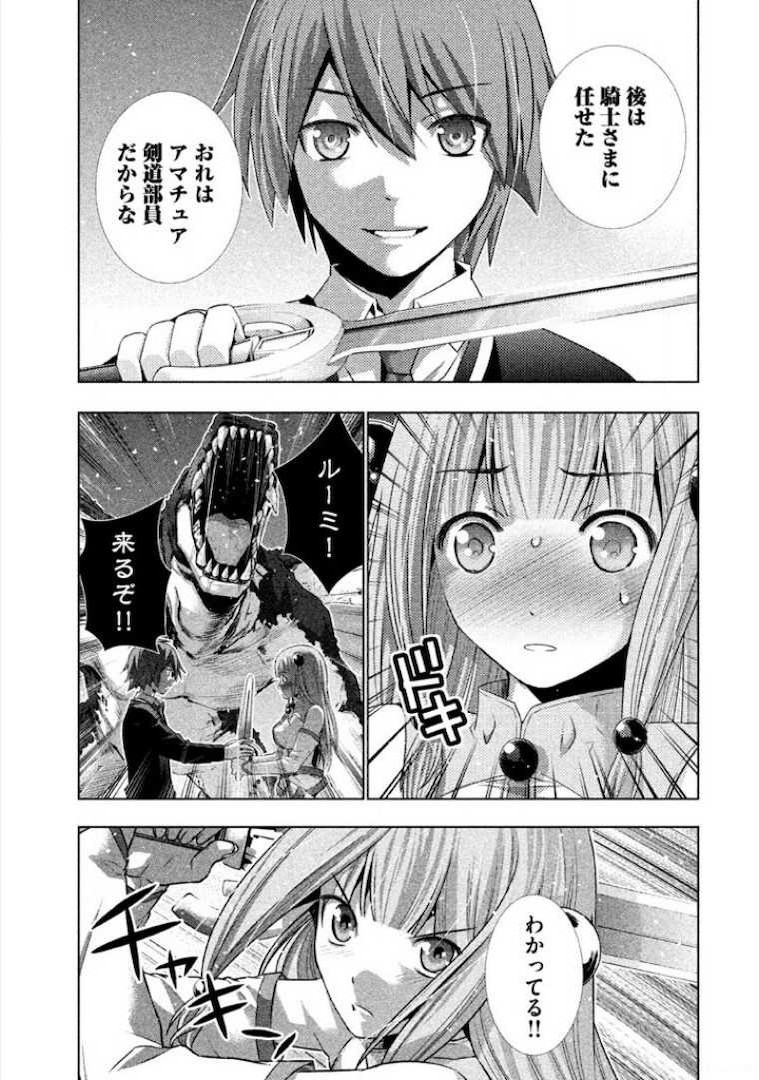 後は
騎士さまに
任せた
おれは
アマチュア
剣道部員
だからな
ジャキ
ルーミ!
来るぞ!!
わかってる!!
チャキ